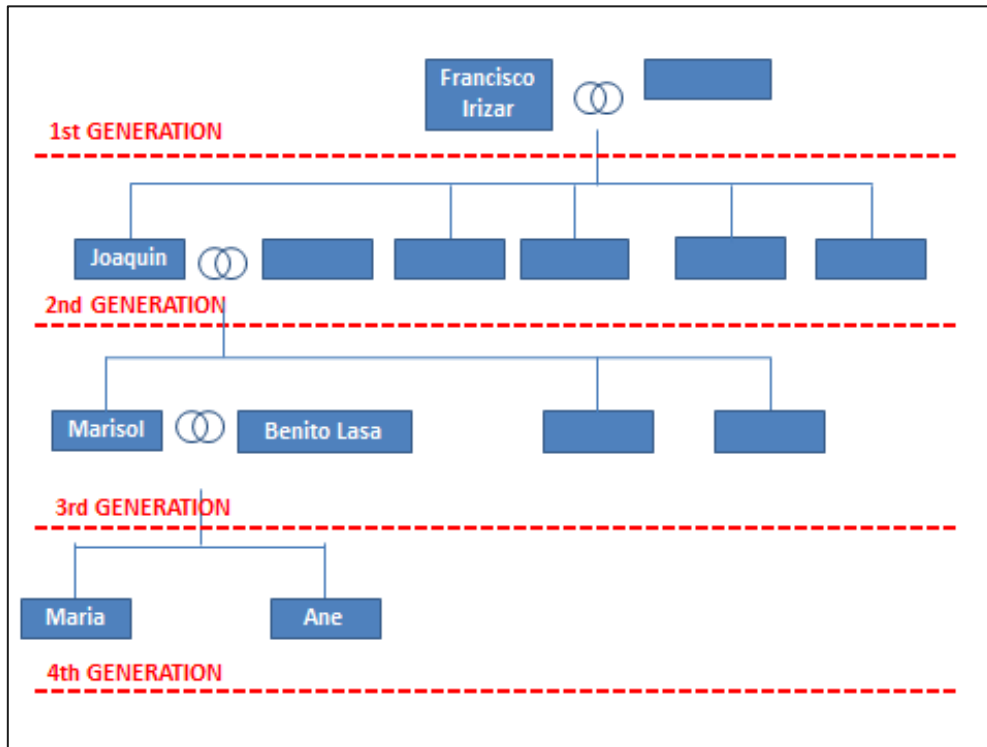 Francisco
Irizar
1st GENERATION
Joaquin
2nd GENERATION
Marisol
Benito Lasa
3rd GENERATION
Maria
Ane
4th GENERATION